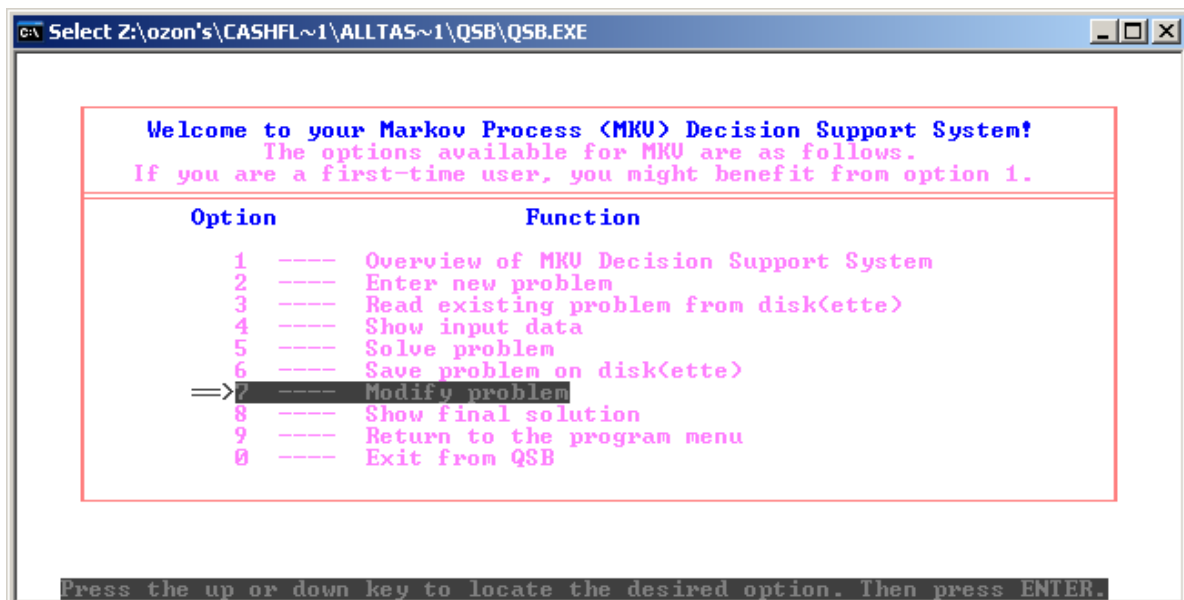 Select Z:\ozon's\CASHFL~1\ALLTAS~1\QSB\QSB.EXE
Welcome to your Markov Process (MKV) Decision Support System!
The options available for MKV are as follows.
If you are a first-time user, you might benefit from option 1.
Option Function
1 ---- Overview of MKV Decision Support System
2 ---- Enter new problem
3 ---- Read existing problem from disk(ette)
4 ---- Show input data
5 ---- Solve problem
6 ---- Save problem on disk(ette)
==>7 ---- Modify problem
8 ---- Show final solution
9 ---- Return to the program menu
0 ---- Exit from QSB
Press the up or down key to locate the desired option. Then press ENTER.